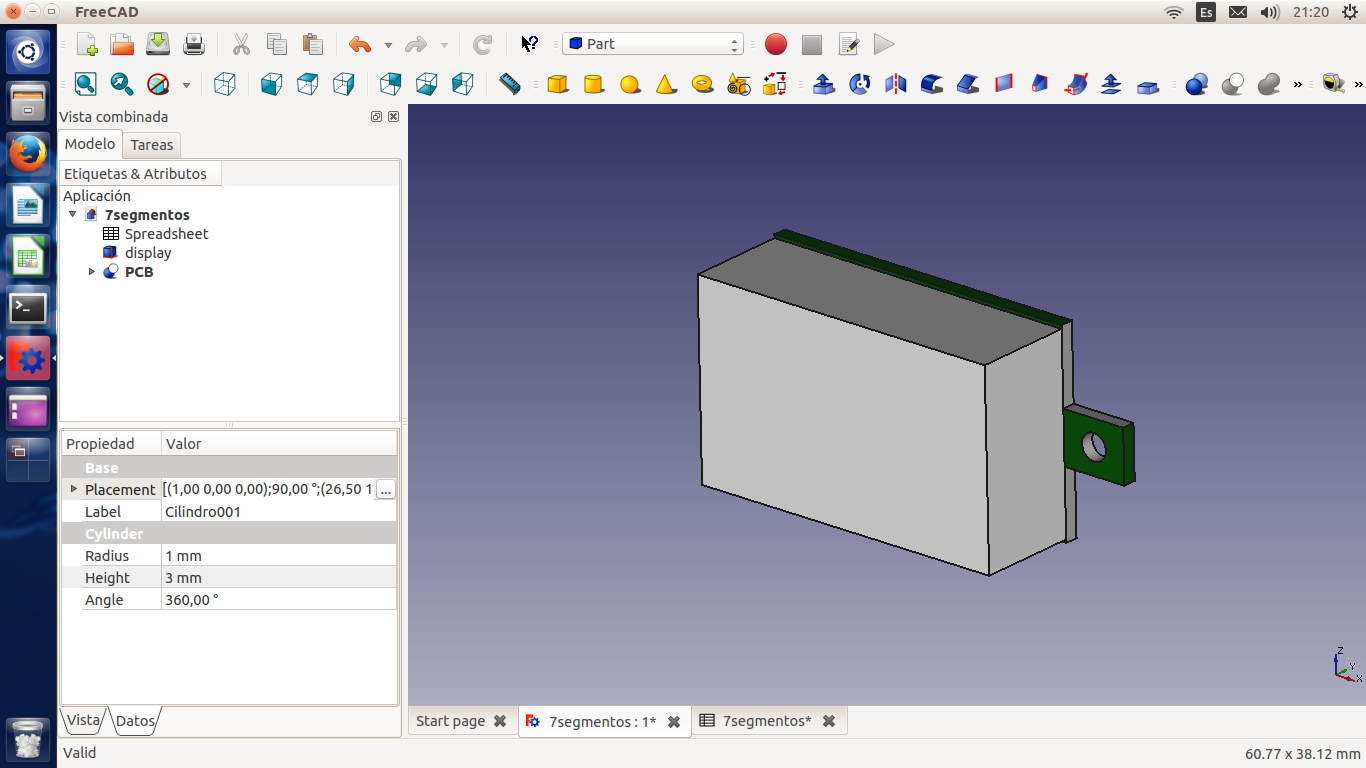 FreeCAD
Es
21:20
Part
Vista combinada
Modelo
Tareas
Etiquetas & Atributos
Aplicación
7segmentos
Spreadsheet
display
PCB
Propiedad Valor
Base
Placement [(1,00 0,00 0,00);90,00 °;(26,50 1 ...
Label Cilindro001
Cylinder
Radius 1 mm
Height 3 mm
Angle 360,00 °
Vista Datos
Z
Y
X
Start page
7segmentos : 1*
7segmentos*
Valid
60.77 x 38.12 mm